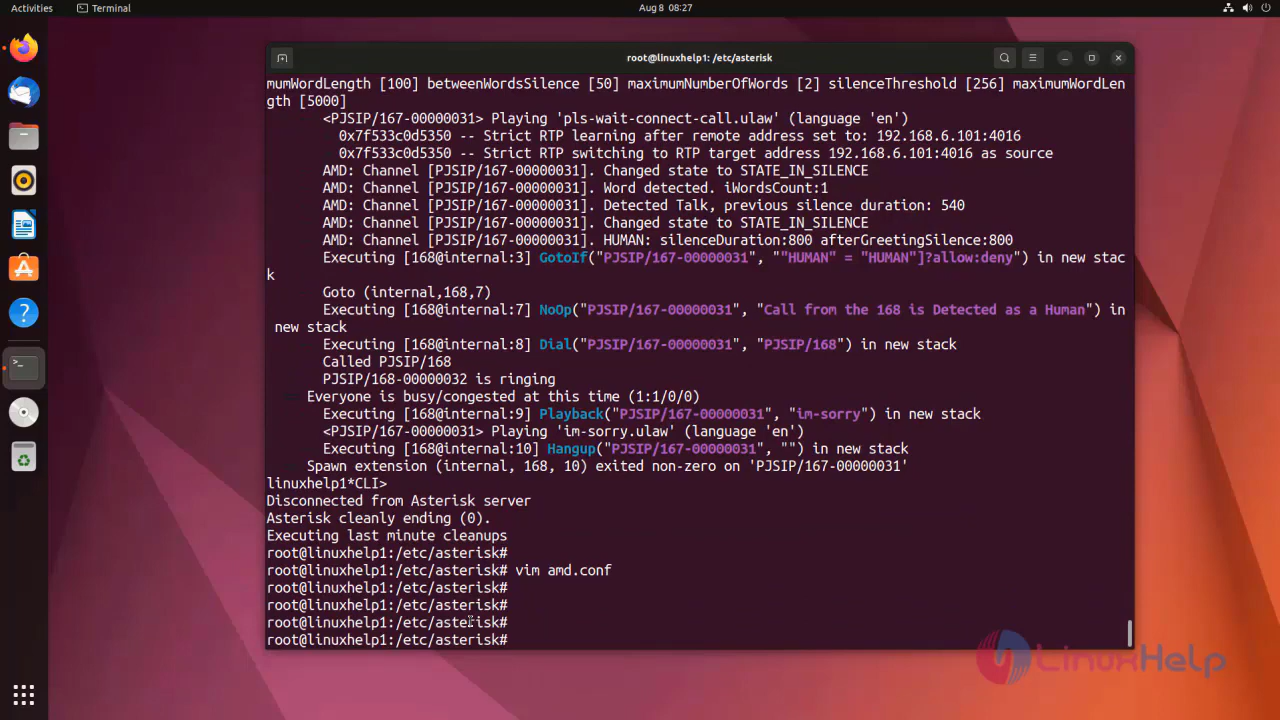 Activities Terminal Aug 8 08:27
root@linuxhelp1: /etc/asterisk
mumWordLength [100] betweenWordsSilence [50] maximumNumberOfWords [2] silenceThreshold [256] maximumWordLen
gth [5000]
<PJSIP/167-00000031> Playing 'pls-wait-connect-call.ulaw' (language 'en')
0x7f533c0d5350 -- Strict RTP learning after remote address set to: 192.168.6.101:4016
0x7f533c0d5350 -- Strict RTP switching to RTP target address 192.168.6.101:4016 as source
AMD: Channel [PJSIP/167-00000031]. Changed state to STATE_IN_SILENCE
AMD: Channel [PJSIP/167-00000031]. Word detected. iWordsCount:1
AMD: Channel [PJSIP/167-00000031]. Detected Talk, previous silence duration: 540
AMD: Channel [PJSIP/167-00000031]. Changed state to STATE_IN_SILENCE
AMD: Channel [PJSIP/167-00000031]. HUMAN: silenceDuration:800 afterGreetingSilence:800
Executing [168@internal:3] GotoIf("PJSIP/167-00000031", ""HUMAN" = "HUMAN"]?allow:deny") in new stac
k
Goto (internal,168,7)
Executing [168@internal:7] NoOp("PJSIP/167-00000031", "Call from the 168 is Detected as a Human") in
new stack
Executing [168@internal:8] Dial("PJSIP/167-00000031", "PJSIP/168") in new stack
Called PJSIP/168
PJSIP/168-00000032 is ringing
== Everyone is busy/congested at this time (1:1/0/0)
Executing [168@internal:9] Playback("PJSIP/167-00000031", "im-sorry") in new stack
<PJSIP/167-00000031> Playing 'im-sorry.ulaw' (language 'en')
Executing [168@internal:10] Hangup("PJSIP/167-00000031", "") in new stack
Spawn extension (internal, 168, 10) exited non-zero on 'PJSIP/167-00000031'
linuxhelp1*CLI>
Disconnected from Asterisk server
Asterisk cleanly ending (0).
Executing last minute cleanups
root@linuxhelp1:/etc/asterisk#
root@linuxhelp1:/etc/asterisk# vim amd.conf
root@linuxhelp1:/etc/asterisk#
root@linuxhelp1:/etc/asterisk#
root@linuxhelp1:/etc/asterisk#
root@linuxhelp1:/etc/asterisk#
LinuxHelp